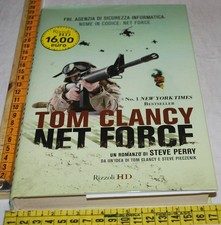 FBI, AGENZIA DI SICUREZZA INFORMATICA.
NOME IN CODICE: NET FORCE
16,00
euro
No. 1 NEW YORK TIMES
BESTSELLER
TOM CLANCY
NET FORCE
UN ROMANZO DI STEVE PERRY
DA UN'IDEA DI TOM CLANCY E STEVE PIECZENIK
Rizzoli HD